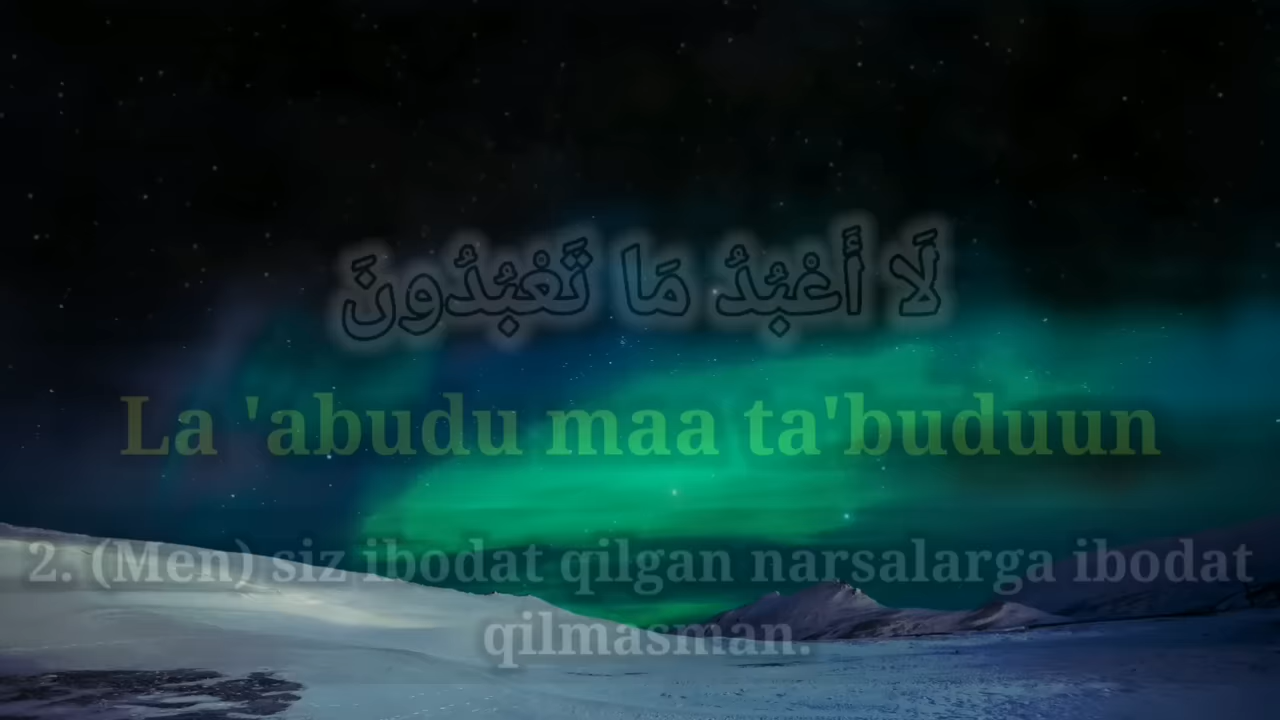 لَا أَعْبُدُ مَا تَعْبُدُونَ
La 'abudu maa ta'buduun
2. (Men) siz ibodat qilgan narsalarga ibodat
qilmasman.